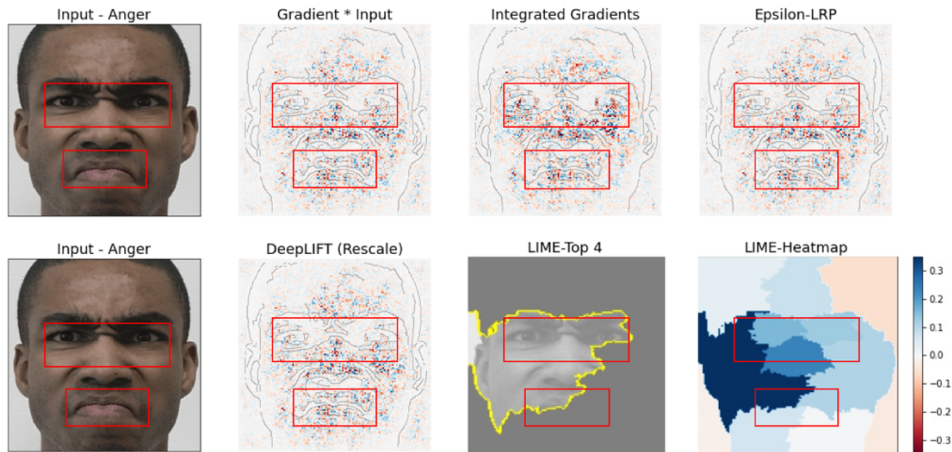 Input - Anger
Gradient * Input
Integrated Gradients
Epsilon-LRP
Input - Anger
DeepLIFT (Rescale)
LIME-Top 4
LIME-Heatmap
0.3
0.2
0.1
0.0
−0.1
−0.2
−0.3